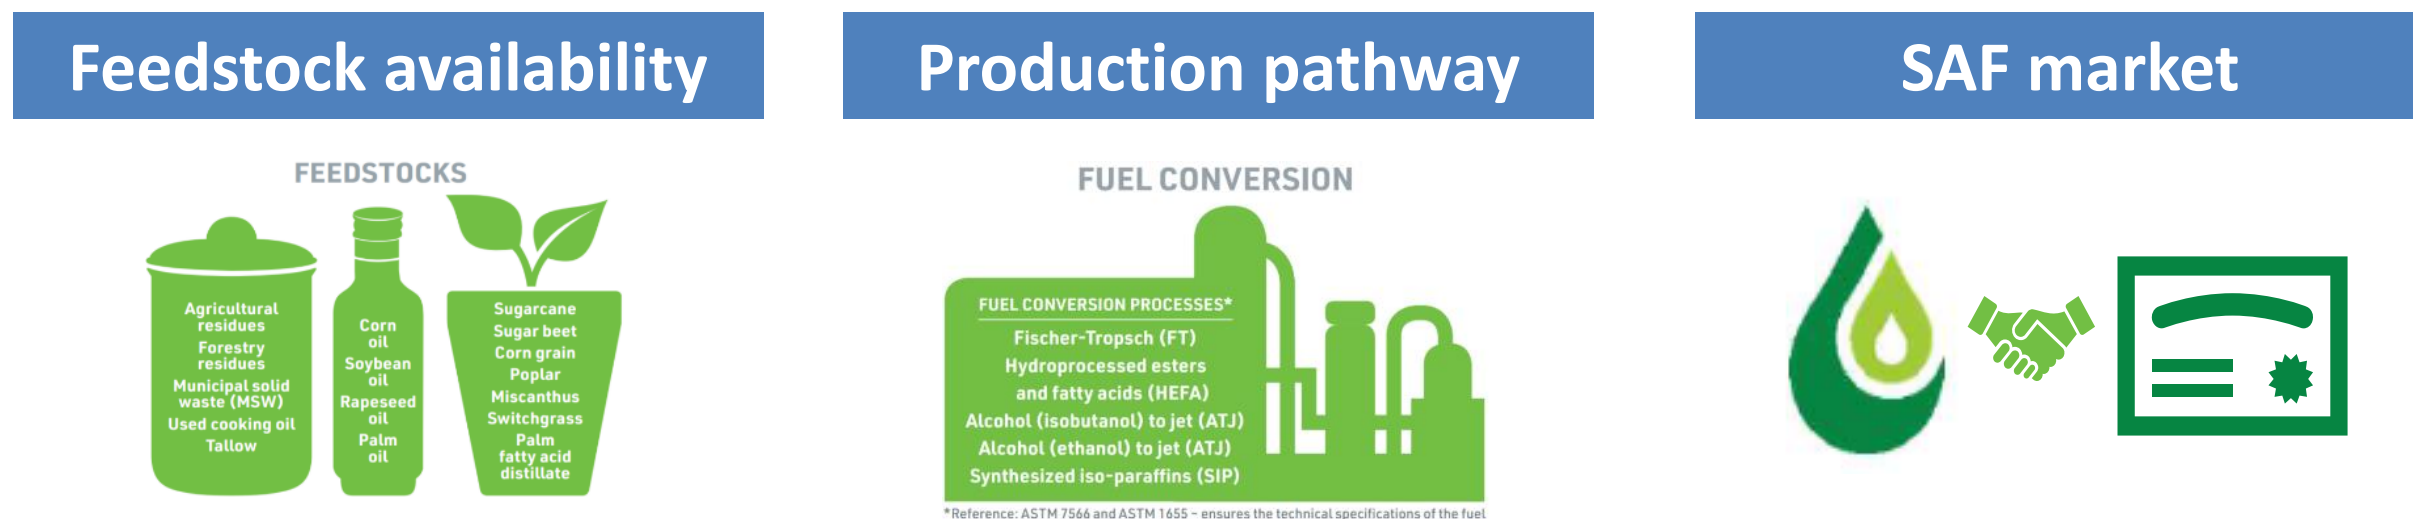 Feedstock availability
Production pathway
SAF market
FEEDSTOCKS
Agricultural
residues
Forestry
residues
Municipal solid
waste (MSW)
Used cooking oil
Tallow
Corn
oil
Soybean
oil
Rapeseed
oil
Palm
oil
Sugarcane
Sugar beet
Corn grain
Poplar
Miscanthus
Switchgrass
Palm
fatty acid
distillate
FUEL CONVERSION
FUEL CONVERSION PROCESSES*
Fischer-Tropsch (FT)
Hydroprocessed esters
and fatty acids (HEFA)
Alcohol (isobutanol) to jet (ATJ)
Alcohol (ethanol) to jet (ATJ)
Synthesized iso-paraffins (SIP)
*Reference: ASTM 7566 and ASTM 1655 – ensures the technical specifications of the fuel